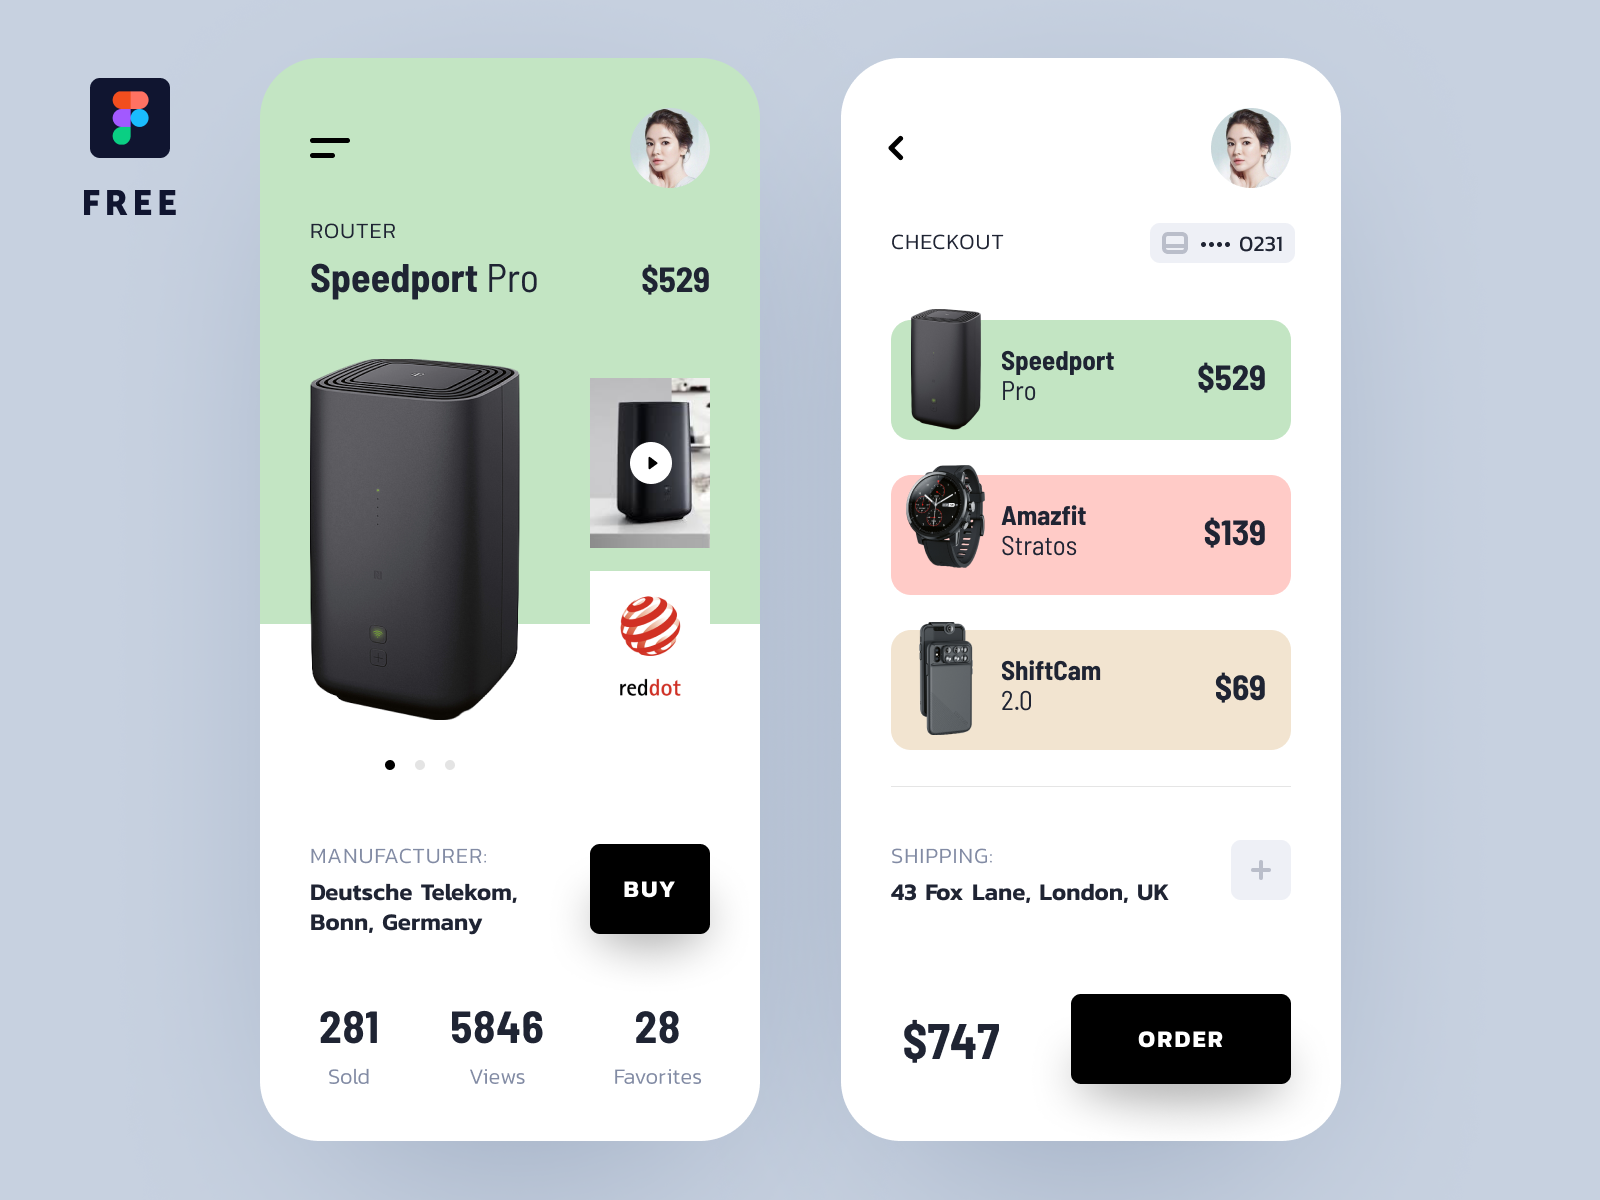 FREE
ROUTER
Speedport Pro
$529
reddot
MANUFACTURER:
Deutsche Telekom,
Bonn, Germany
BUY
281
5846
28
Sold
Views
Favorites
CHECKOUT
•••• 0231
Speedport
Pro
$529
Amazfit
Stratos
$139
ShiftCam
2.0
$69
SHIPPING:
43 Fox Lane, London, UK
$747
ORDER